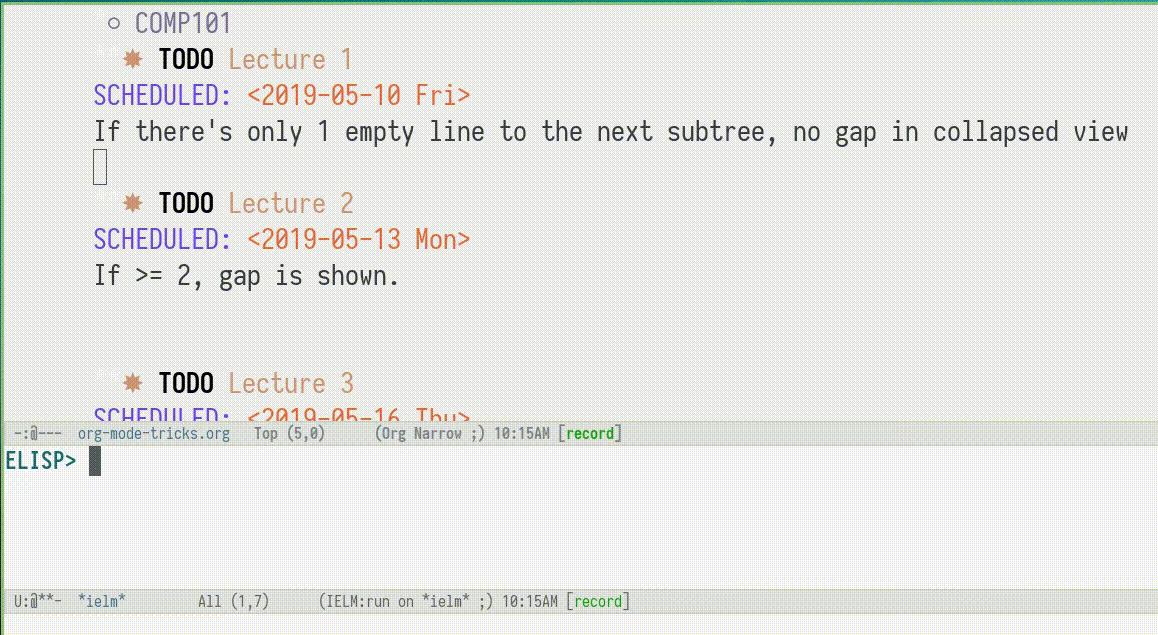 ○ COMP101
✸ TODO Lecture 1
SCHEDULED: <2019-05-10 Fri>
If there's only 1 empty line to the next subtree, no gap in collapsed view
✸ TODO Lecture 2
SCHEDULED: <2019-05-13 Mon>
If >= 2, gap is shown.
✸ TODO Lecture 3
SCHEDULED: <2019-05-16 Thu>
-:@--- org-mode-tricks.org Top (5,0) (Org Narrow ;) 10:15AM [record]
ELISP>
U:@**- *ielm* All (1,7) (IELM:run on *ielm* ;) 10:15AM [record]